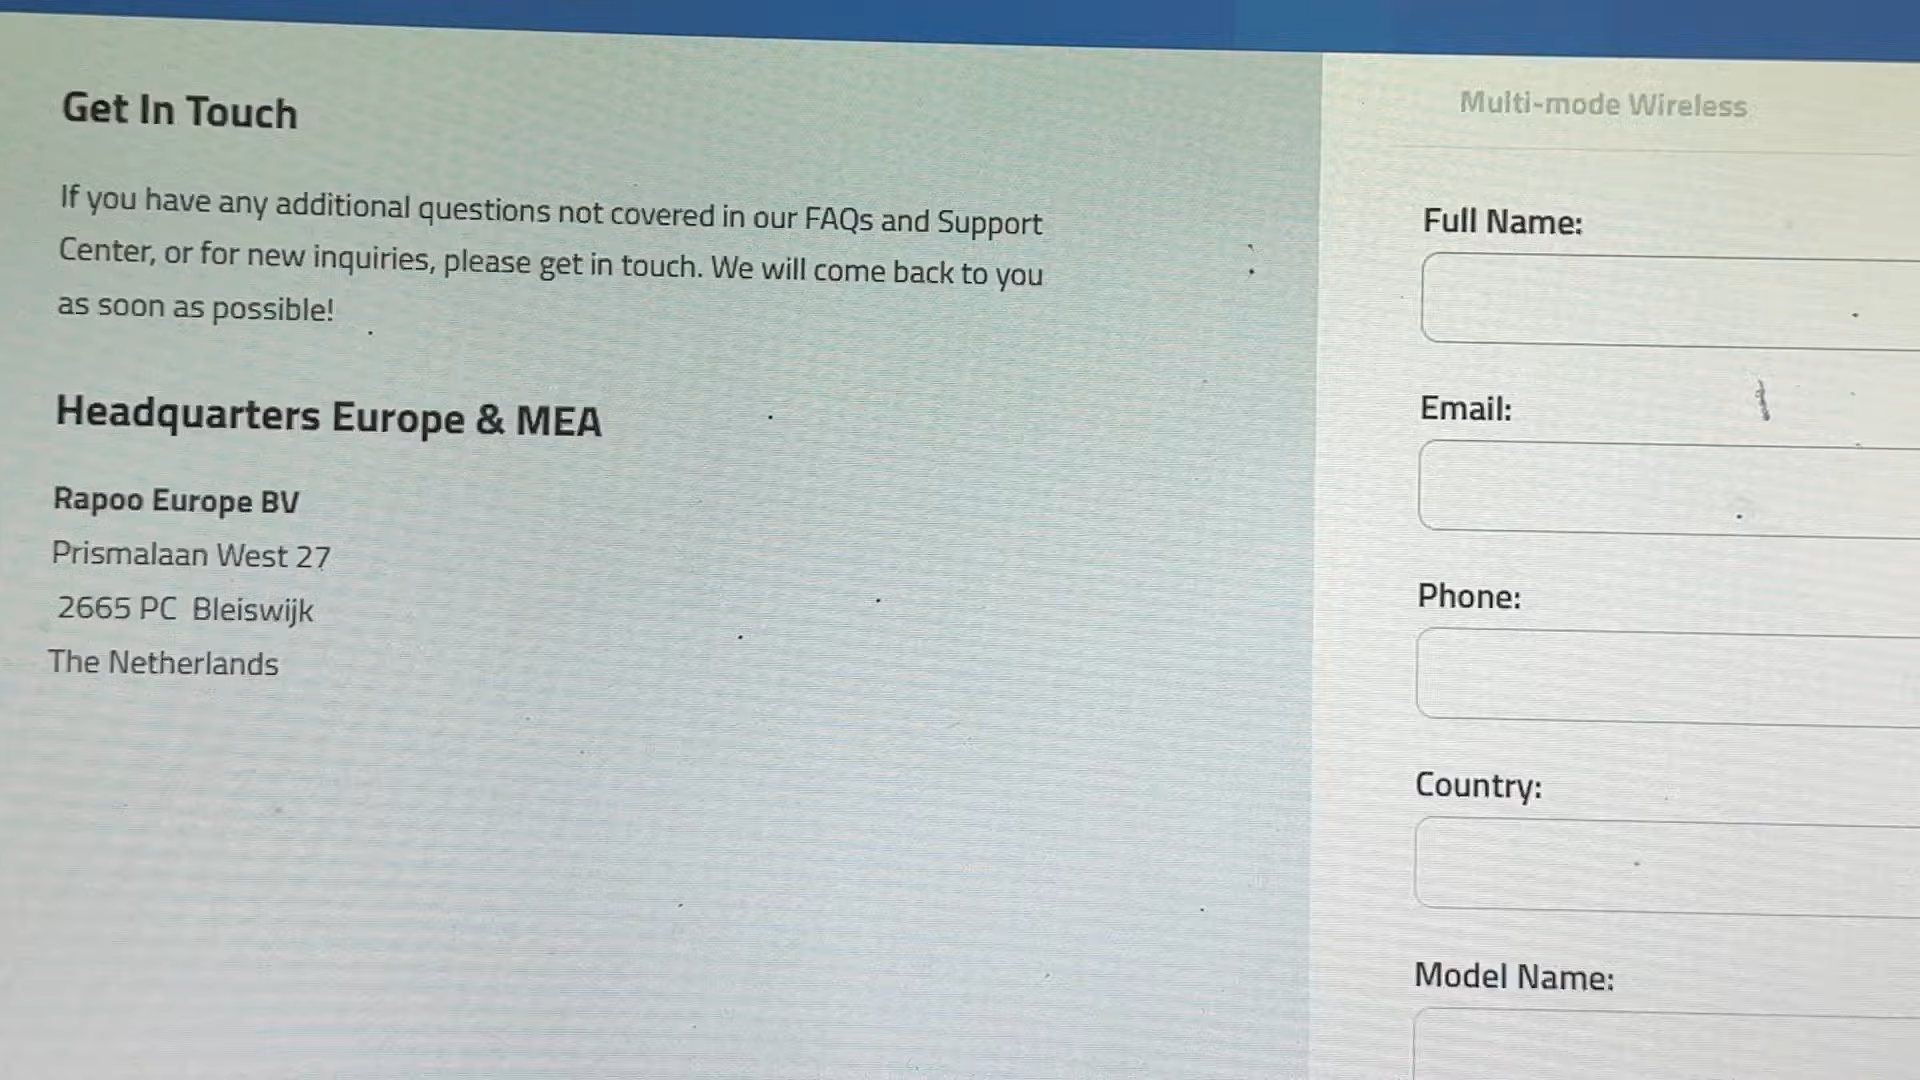 Get In Touch
If you have any additional questions not covered in our FAQs and Support
Center, or for new inquiries, please get in touch. We will come back to you
as soon as possible!
Headquarters Europe & MEA
Rapoo Europe BV
Prismalaan West 27
2665 PC Bleiswijk
The Netherlands
Multi-mode Wireless
Full Name:
Email:
Phone:
Country:
Model Name: